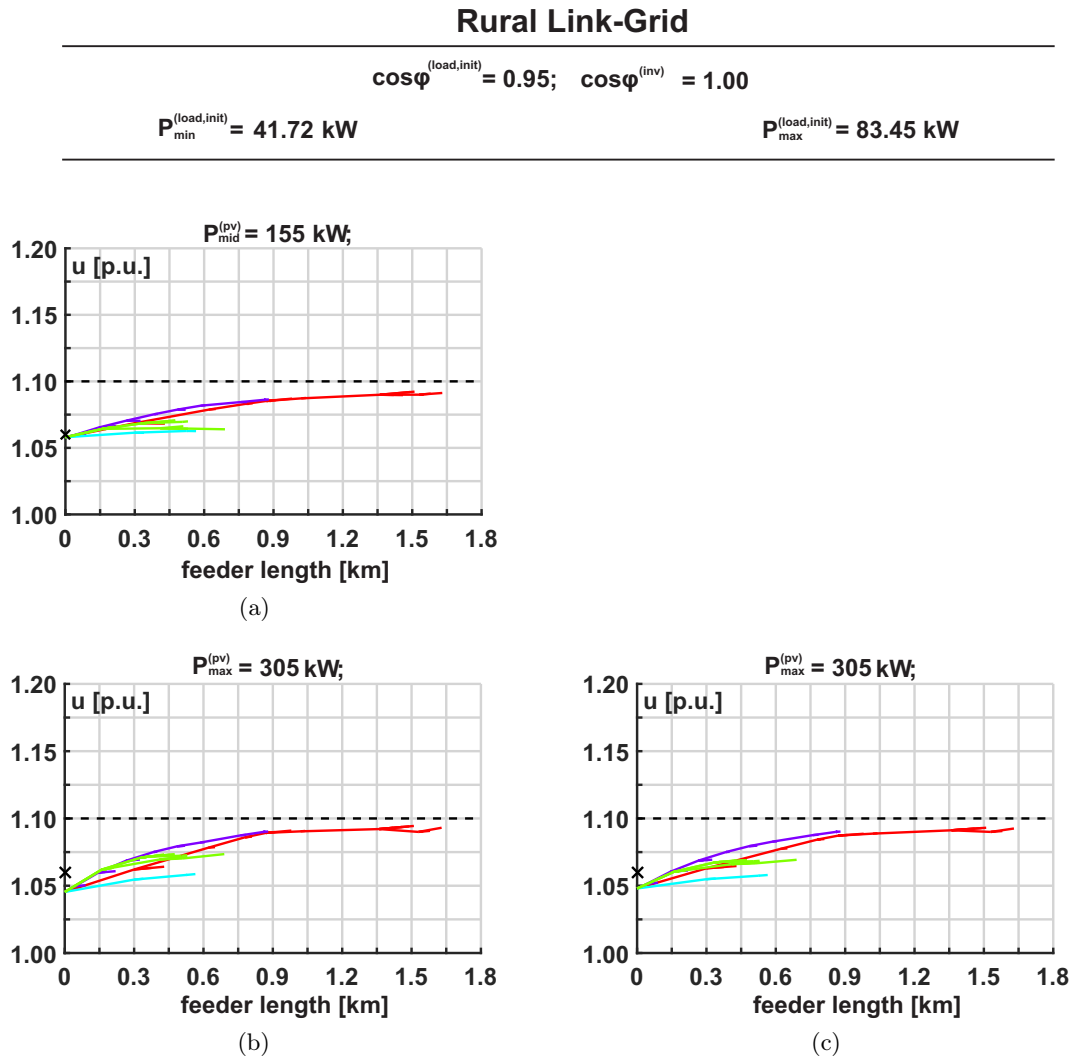 Rural Link-Grid
cosφ(load,init) = 0.95; cosφ(inv) = 1.00
Pmin(load,init) = 41.72 kW
Pmax(load,init) = 83.45 kW
Pmid(pv) = 155 kW;
u [p.u.]
1.20
1.15
1.10
1.05
1.00
0 0.3 0.6 0.9 1.2 1.5 1.8
feeder length [km]
(a)
Pmax(pv) = 305 kW;
u [p.u.]
1.20
1.15
1.10
1.05
1.00
0 0.3 0.6 0.9 1.2 1.5 1.8
feeder length [km]
(b)
Pmax(pv) = 305 kW;
u [p.u.]
1.20
1.15
1.10
1.05
1.00
0 0.3 0.6 0.9 1.2 1.5 1.8
feeder length [km]
(c)